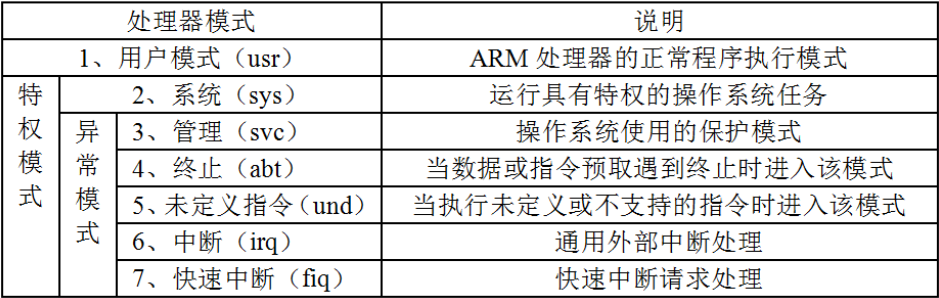 处理器模式 说明
1、用户模式（usr） ARM 处理器的正常程序执行模式
特权模式
2、系统（sys） 运行具有特权的操作系统任务
异常模式
3、管理（svc） 操作系统使用的保护模式
4、终止（abt） 当数据或指令预取遇到终止时进入该模式
5、未定义指令（und） 当执行未定义或不支持的指令时进入该模式
6、中断（irq） 通用外部中断处理
7、快速中断（fiq） 快速中断请求处理